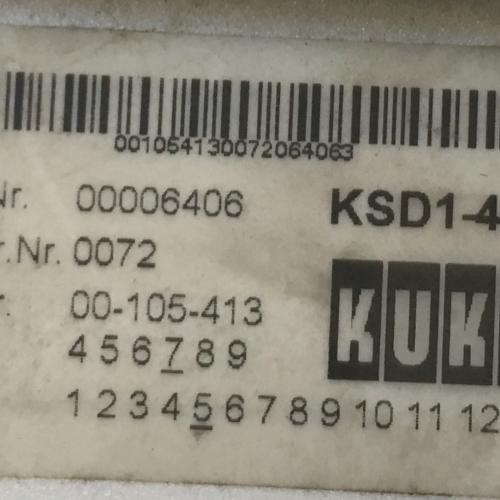 001054130072064063
Nr. 00006406 KSD1-4
r.Nr. 0072
r. 00-105-413 KUK
4 5 6 7 8 9
1 2 3 4 5 6 7 8 9 10 11 12